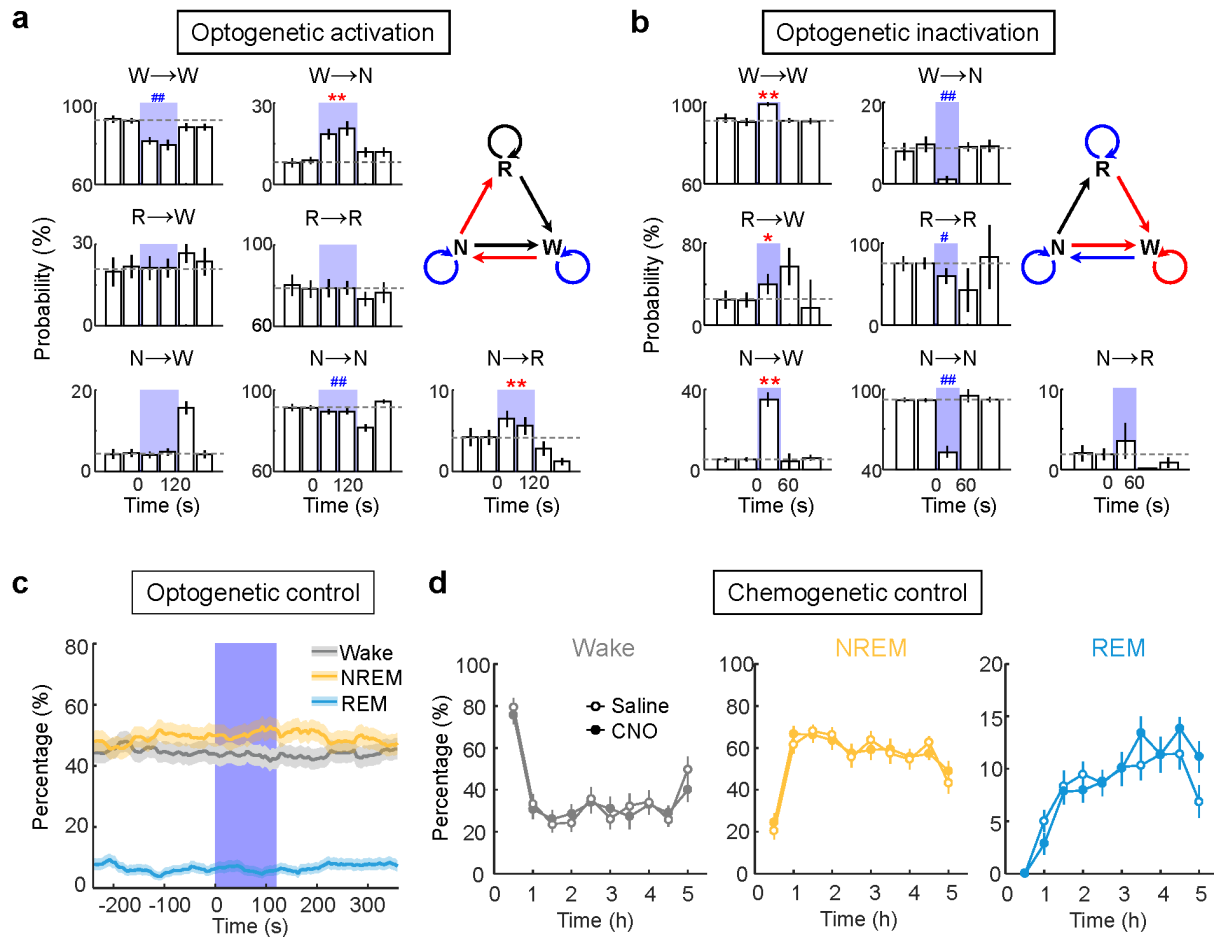 a
Optogenetic activation
W→W
W→N
100
60
##
30
0
**
R→W
R→R
Probability (%)
30
0
100
60
N→W
N→N
N→R
20
0
100
60
##
10
0
**
0 120
0 120
0 120
Time (s)
Time (s)
Time (s)
R
N
W
b
Optogenetic inactivation
W→W
W→N
100
60
**
20
0
##
R→W
R→R
Probability (%)
80
0
*
100
0
#
N→W
N→N
N→R
40
0
**
100
40
##
10
0
0 60
0 60
0 60
Time (s)
Time (s)
Time (s)
R
N
W
c
Optogenetic control
Percentage (%)
80
60
40
20
0
Wake
NREM
REM
-200 -100 0 100 200 300
Time (s)
d
Chemogenetic control
Wake
NREM
REM
Percentage (%)
100
80
60
40
20
0 1 2 3 4 5
Time (h)
Saline
CNO
100
80
60
40
20
0 1 2 3 4 5
Time (h)
20
15
10
5
0
0 1 2 3 4 5
Time (h)